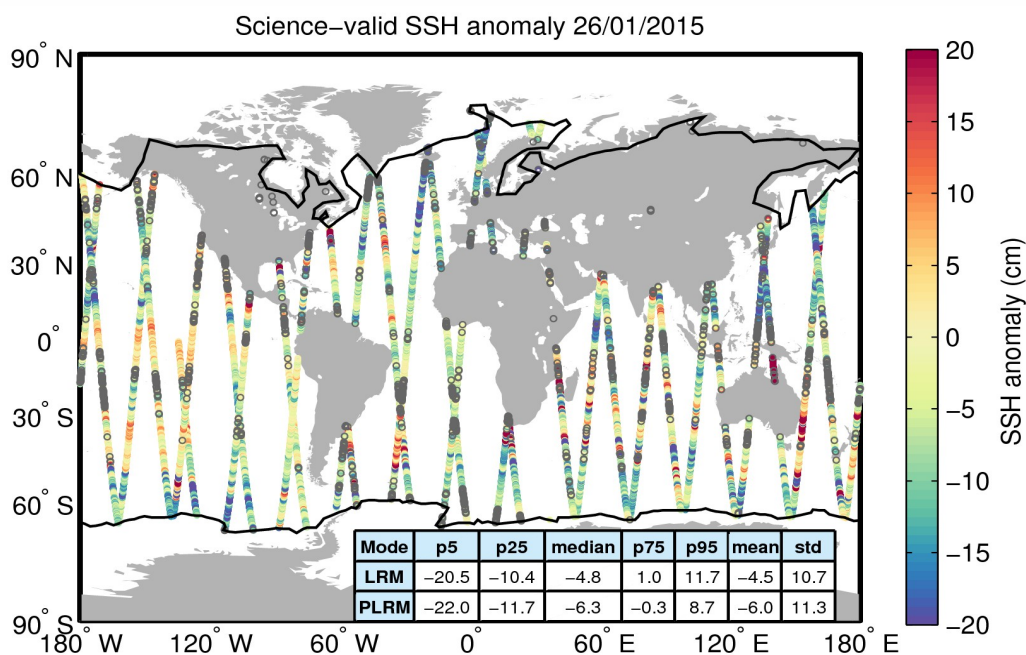 Science−valid SSH anomaly 26/01/2015
90° N
60° N
30° N
0°
30° S
60° S
90° S
180° W
120° W
60° W
0°
60° E
120° E
180° E
20
15
10
5
0
−5
−10
−15
−20
SSH anomaly (cm)
Mode p5 p25 median p75 p95 mean std
LRM −20.5 −10.4 −4.8 1.0 11.7 −4.5 10.7
PLRM −22.0 −11.7 −6.3 −0.3 8.7 −6.0 11.3